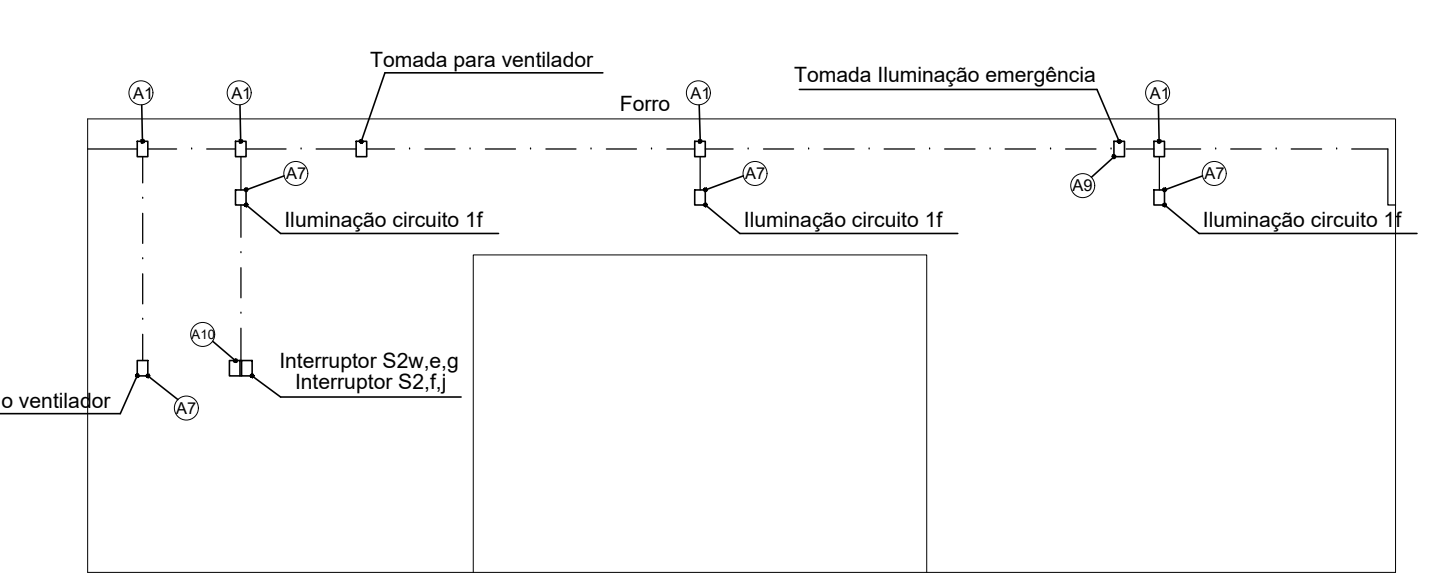 Tomada para ventilador
Tomada Iluminação emergência
A1
A1
Forro
A1
A1
A7
A7
A9
A7
Iluminação circuito 1f
Iluminação circuito 1f
Iluminação circuito 1f
A10
Interruptor S2w,e,g
Interruptor S2,f,j
o ventilador
A7